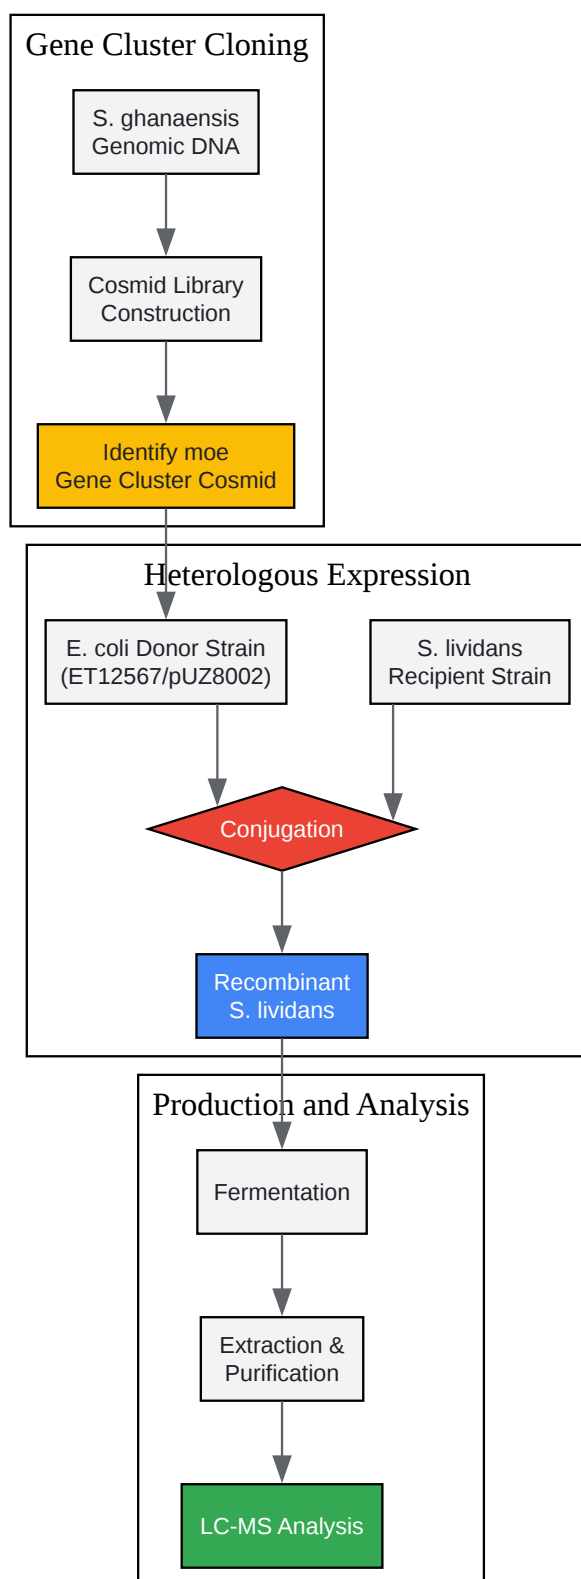 Gene Cluster Cloning
S. ghanaensis
Genomic DNA
Cosmid Library
Construction
Identify moe
Gene Cluster Cosmid
Heterologous Expression
E. coli Donor Strain
(ET12567/pUZ8002)
S. lividans
Recipient Strain
Conjugation
Recombinant
S. lividans
Production and Analysis
Fermentation
Extraction &
Purification
LC-MS Analysis